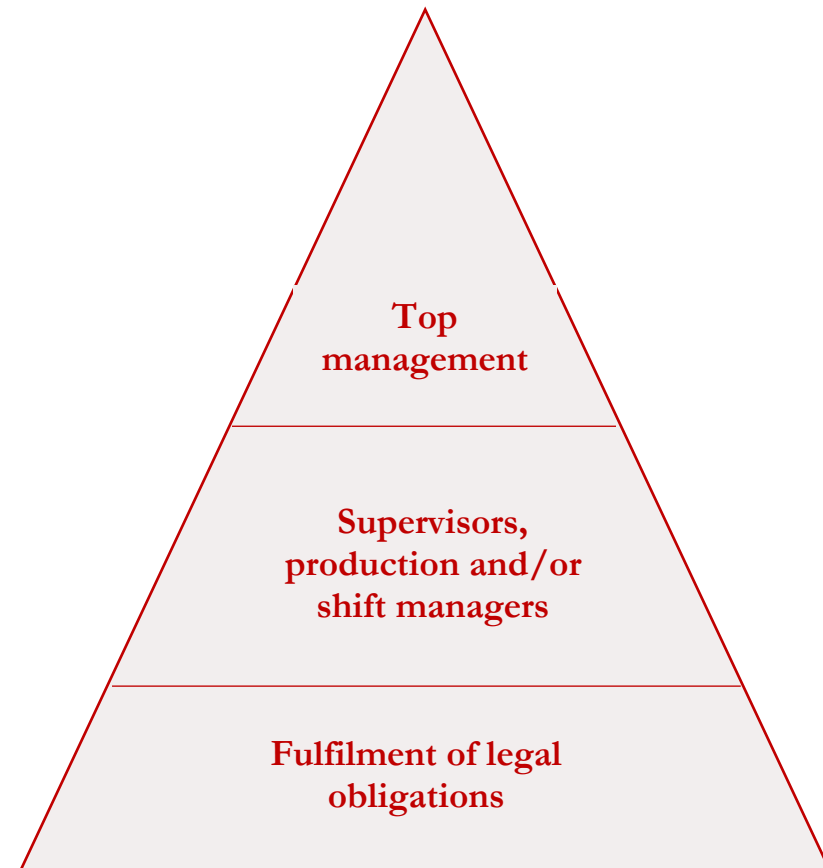 Top
management
Supervisors,
production and/or
shift managers
Fulfilment of legal
obligations